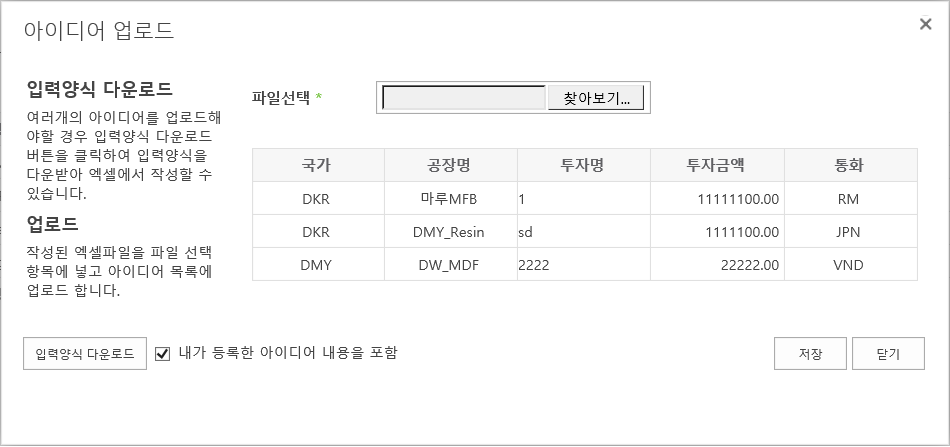 아이디어 업로드
입력양식 다운로드
여러개의 아이디어를 업로드해
야할 경우 입력양식 다운로드
버튼을 클릭하여 입력양식을
다운받아 엑셀에서 작성할 수
있습니다.
업로드
작성된 엑셀파일을 파일 선택
항목에 넣고 아이디어 목록에
업로드 합니다.
파일선택 * 찾아보기...
국가 공장명 투자명 투자금액 통화
DKR 마루MFB 1 11111100.00 RM
DKR DMY_Resin sd 1111100.00 JPN
DMY DW_MDF 2222 22222.00 VND
입력양식 다운로드 내가 등록한 아이디어 내용을 포함 저장 닫기